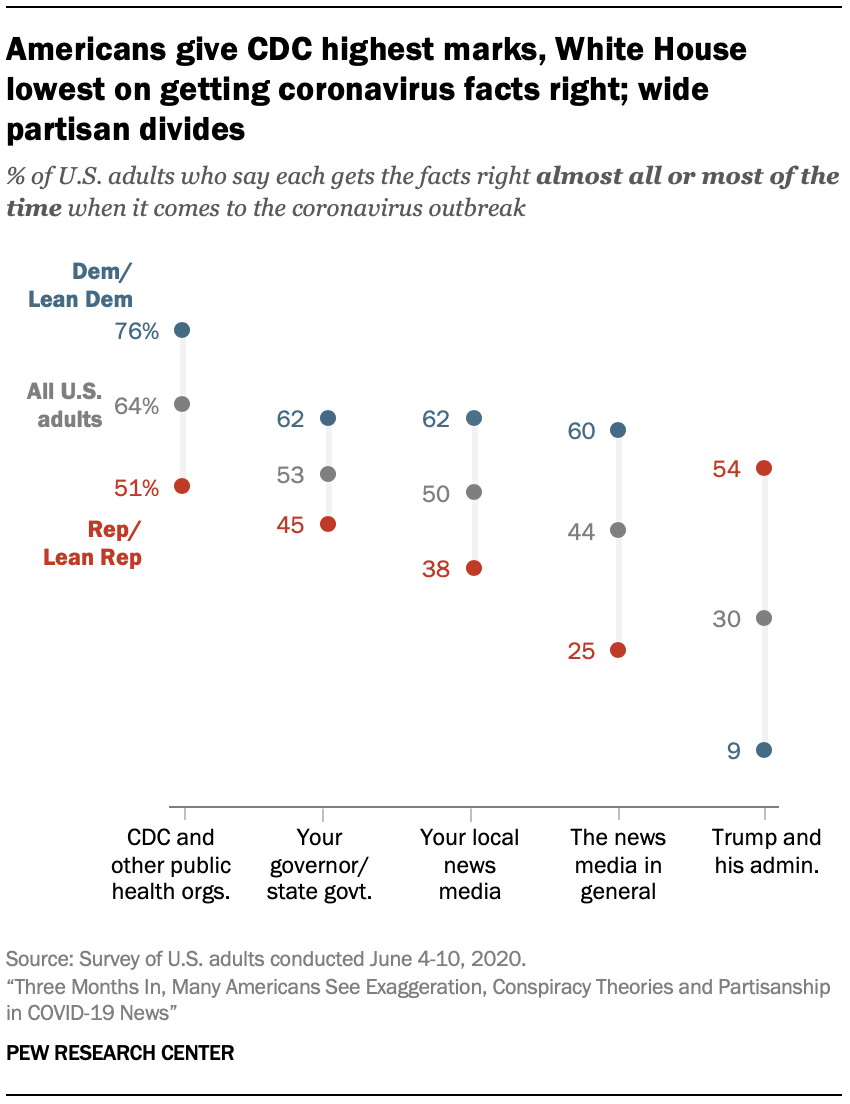 Americans give CDC highest marks, White House
lowest on getting coronavirus facts right; wide
partisan divides
% of U.S. adults who say each gets the facts right almost all or most of the
time when it comes to the coronavirus outbreak
Dem/
Lean Dem
76%
All U.S.
adults
64%
51%
Rep/
Lean Rep
62
53
45
62
50
38
60
44
25
54
30
9
CDC and
other public
health orgs.
Your
governor/
state govt.
Your local
news
media
The news
media in
general
Trump and
his admin.
Source: Survey of U.S. adults conducted June 4-10, 2020.
“Three Months In, Many Americans See Exaggeration, Conspiracy Theories and Partisanship
in COVID-19 News”
PEW RESEARCH CENTER